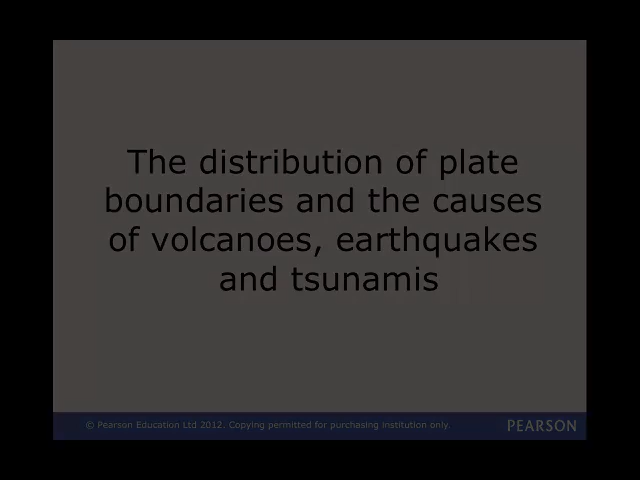 The distribution of plate
boundaries and the causes
of volcanoes, earthquakes
and tsunamis
© Pearson Education Ltd 2012. Copying permitted for purchasing institution only.
PEARSON